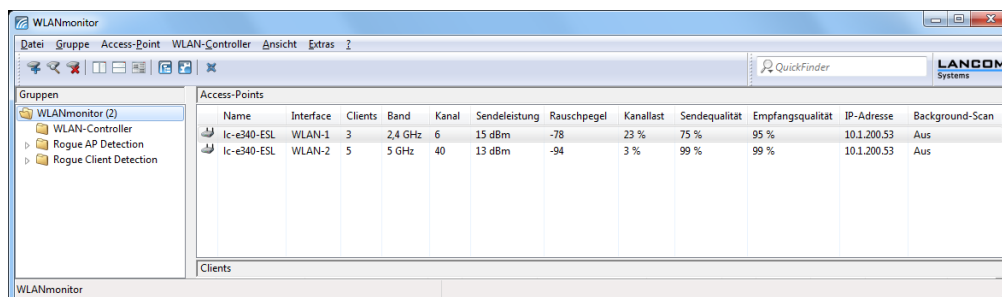 WLANmonitor
Datei Gruppe Access-Point WLAN-Controller Ansicht Extras ?
QuickFinder
LANCOM
Systems
Gruppen
Access-Points
WLANmonitor (2)
WLAN-Controller
Rogue AP Detection
Rogue Client Detection
Name Interface Clients Band Kanal Sendeleistung Rauschpegel Kanallast Sendequalität Empfangsqualität IP-Adresse Background-Scan
lc-e340-ESL WLAN-1 3 2,4 GHz 6 15 dBm -78 23 % 75 % 95 % 10.1.200.53 Aus
lc-e340-ESL WLAN-2 5 5 GHz 40 13 dBm -94 3 % 99 % 99 % 10.1.200.53 Aus
Clients
WLANmonitor